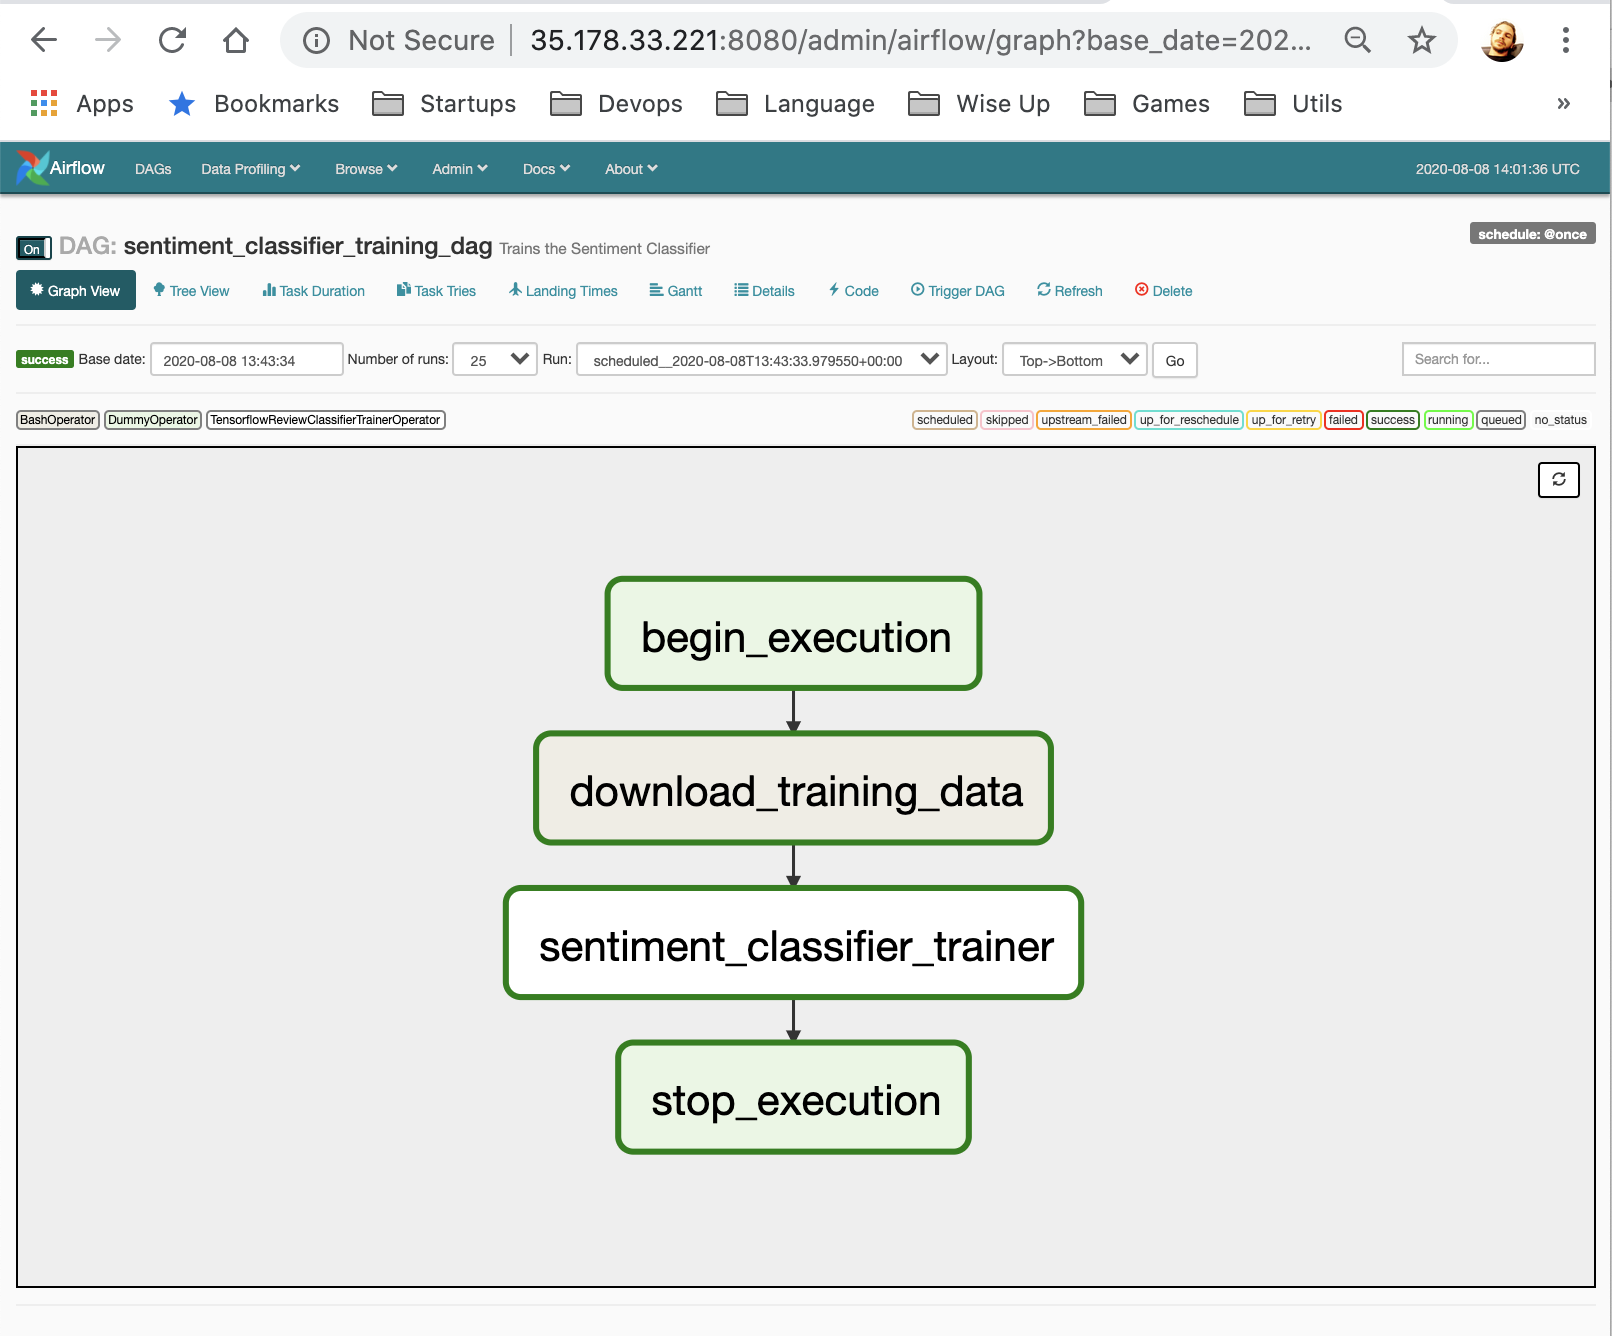 Not Secure 35.178.33.221:8080/admin/airflow/graph?base_date=202...
Apps Bookmarks Startups Devops Language Wise Up Games Utils »
Airflow DAGs Data Profiling Browse Admin Docs About 2020-08-08 14:01:36 UTC
schedule: @once
On DAG: sentiment_classifier_training_dag Trains the Sentiment Classifier
Graph View Tree View Task Duration Task Tries Landing Times Gantt Details Code Trigger DAG Refresh Delete
success Base date: 2020-08-08 13:43:34 Number of runs: 25 Run: scheduled__2020-08-08T13:43:33.979550+00:00 Layout: Top->Bottom Go Search for...
BashOperator DummyOperator TensorflowReviewClassifierTrainerOperator scheduled skipped upstream_failed up_for_reschedule up_for_retry failed success running queued no_status
begin_execution
download_training_data
sentiment_classifier_trainer
stop_execution